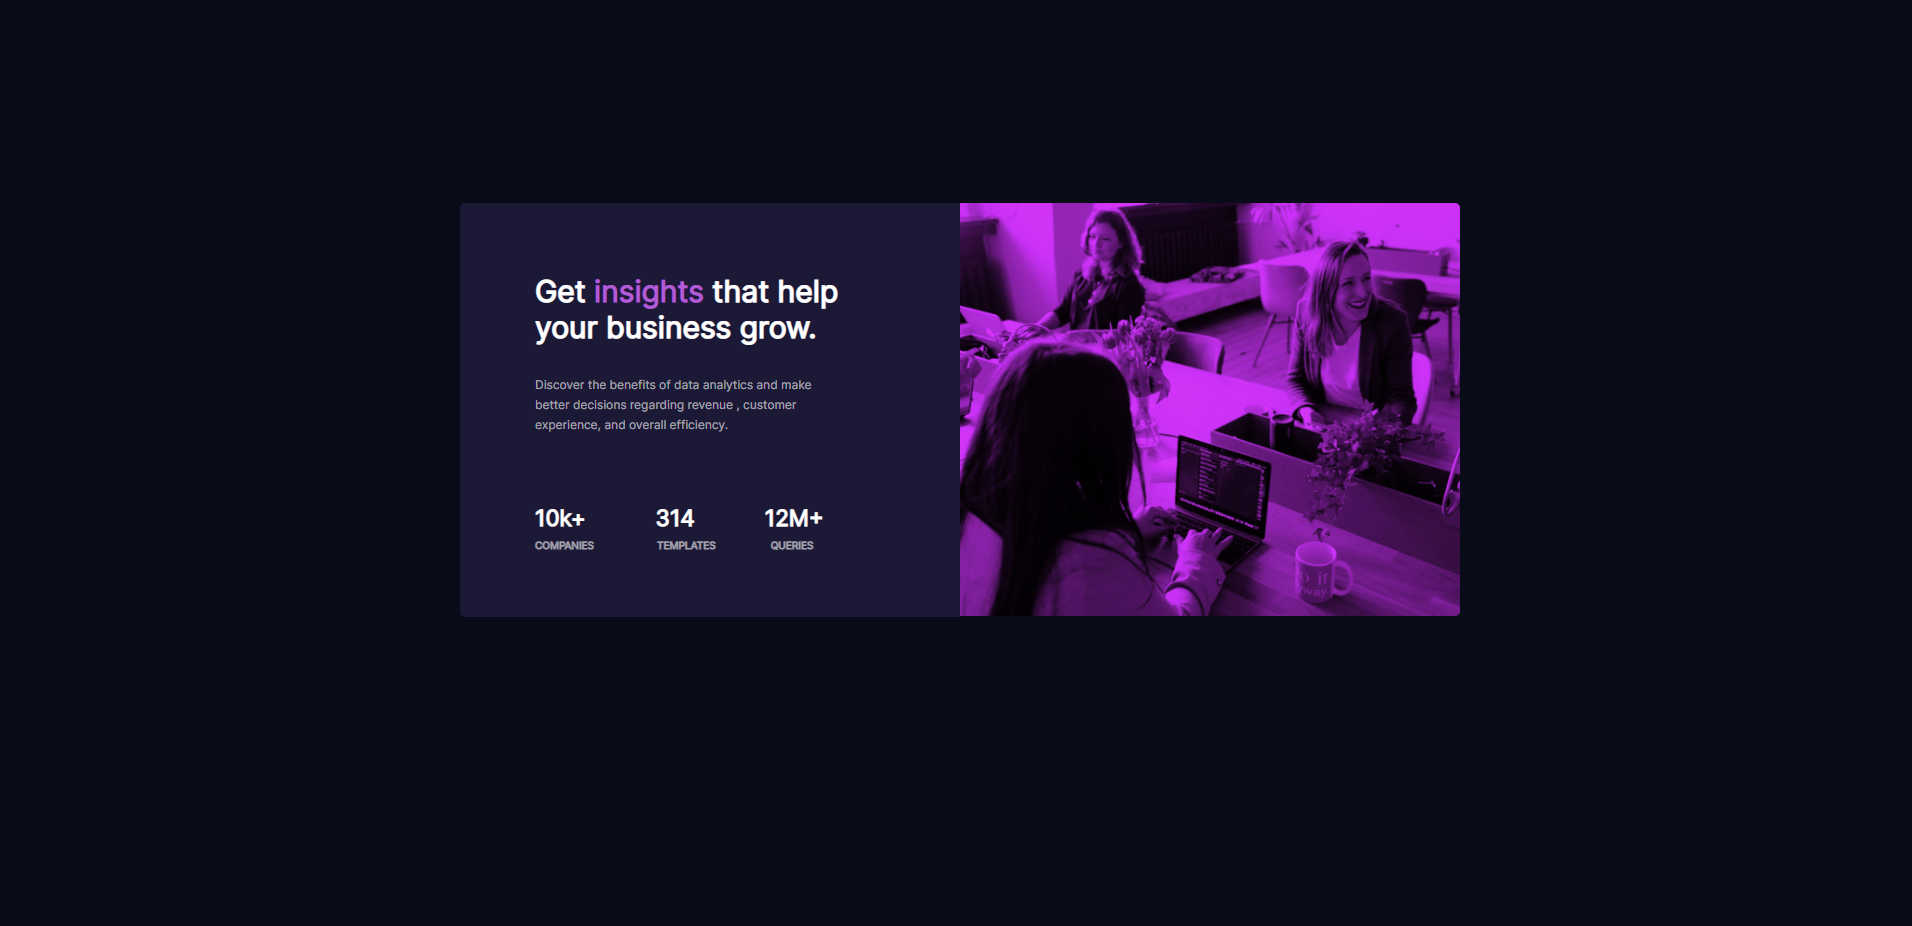 Get insights that help
your business grow.
Discover the benefits of data analytics and make
better decisions regarding revenue , customer
experience, and overall efficiency.
10k+ 314 12M+
COMPANIES TEMPLATES QUERIES
it